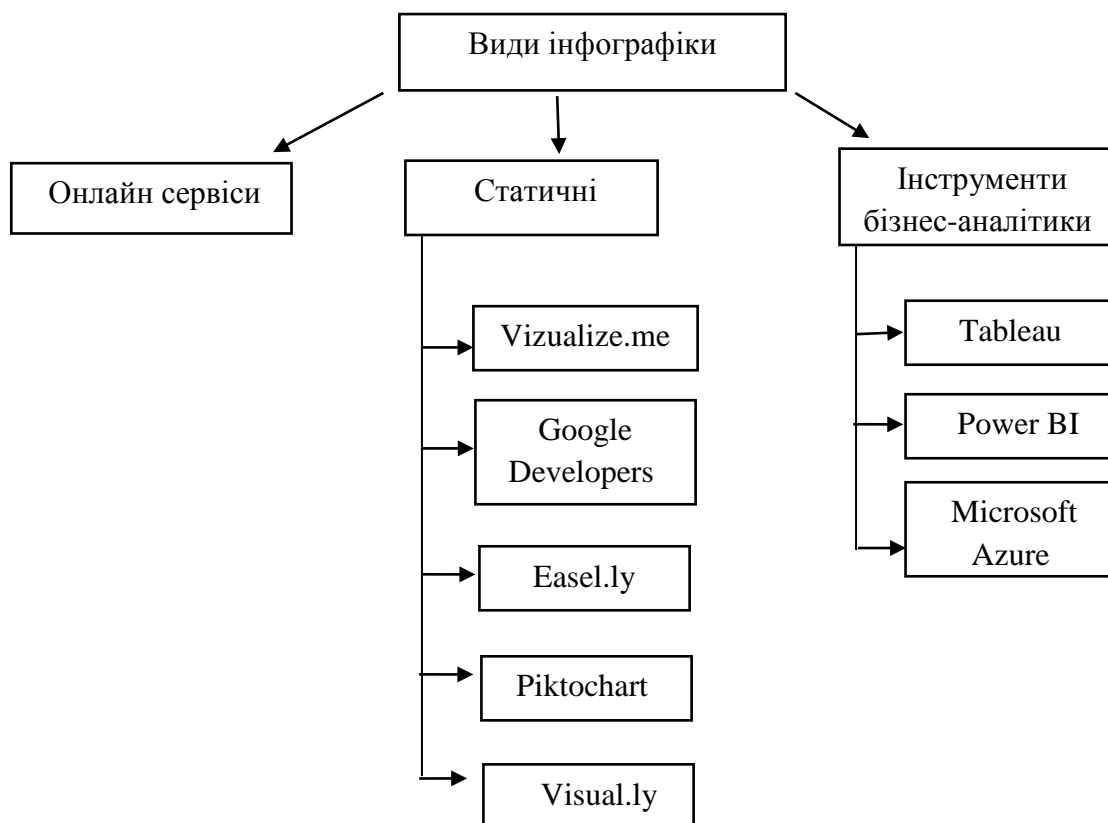 Види інфографіки
Онлайн сервіси
Статичні
Інструменти
бізнес-аналітики
Vizualize.me
Google
Developers
Easel.ly
Piktochart
Visual.ly
Tableau
Power BI
Microsoft
Azure